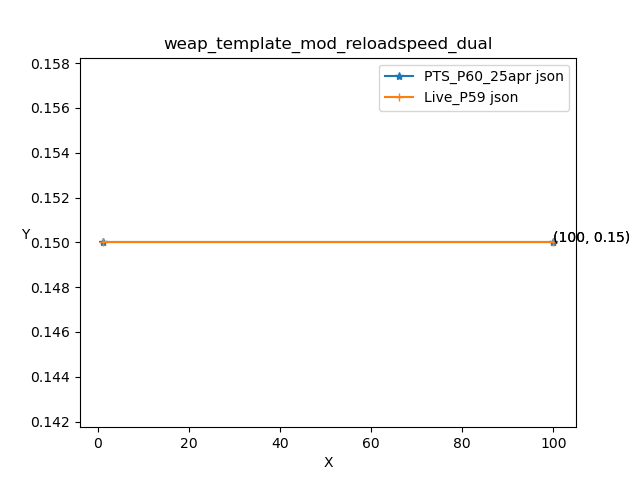 weap_template_mod_reloadspeed_dual
PTS_P60_25apr json
Live_P59 json
0.158
0.156
0.154
0.152
0.150
0.148
0.146
0.144
0.142
Y
(100, 0.15)
0 20 40 60 80 100
X